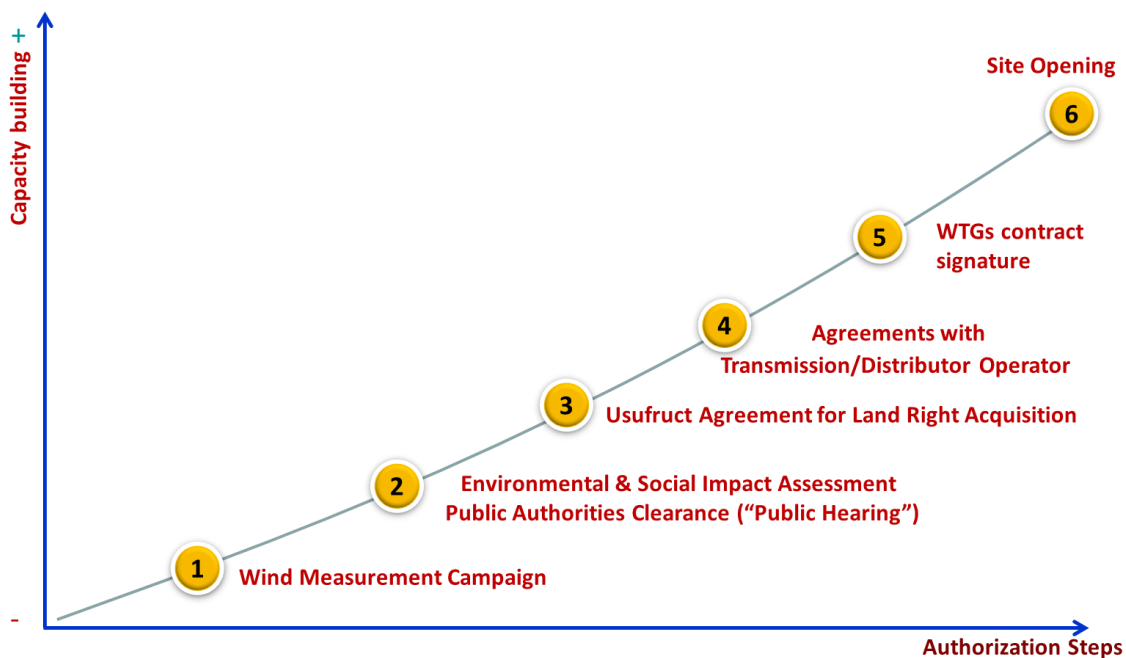 +
Capacity building
Site Opening
6
5
WTGs contract
signature
4
Agreements with
Transmission/Distributor Operator
3
Usufruct Agreement for Land Right Acquisition
2
Environmental & Social Impact Assessment
Public Authorities Clearance (“Public Hearing”)
1
Wind Measurement Campaign
-
Authorization Steps